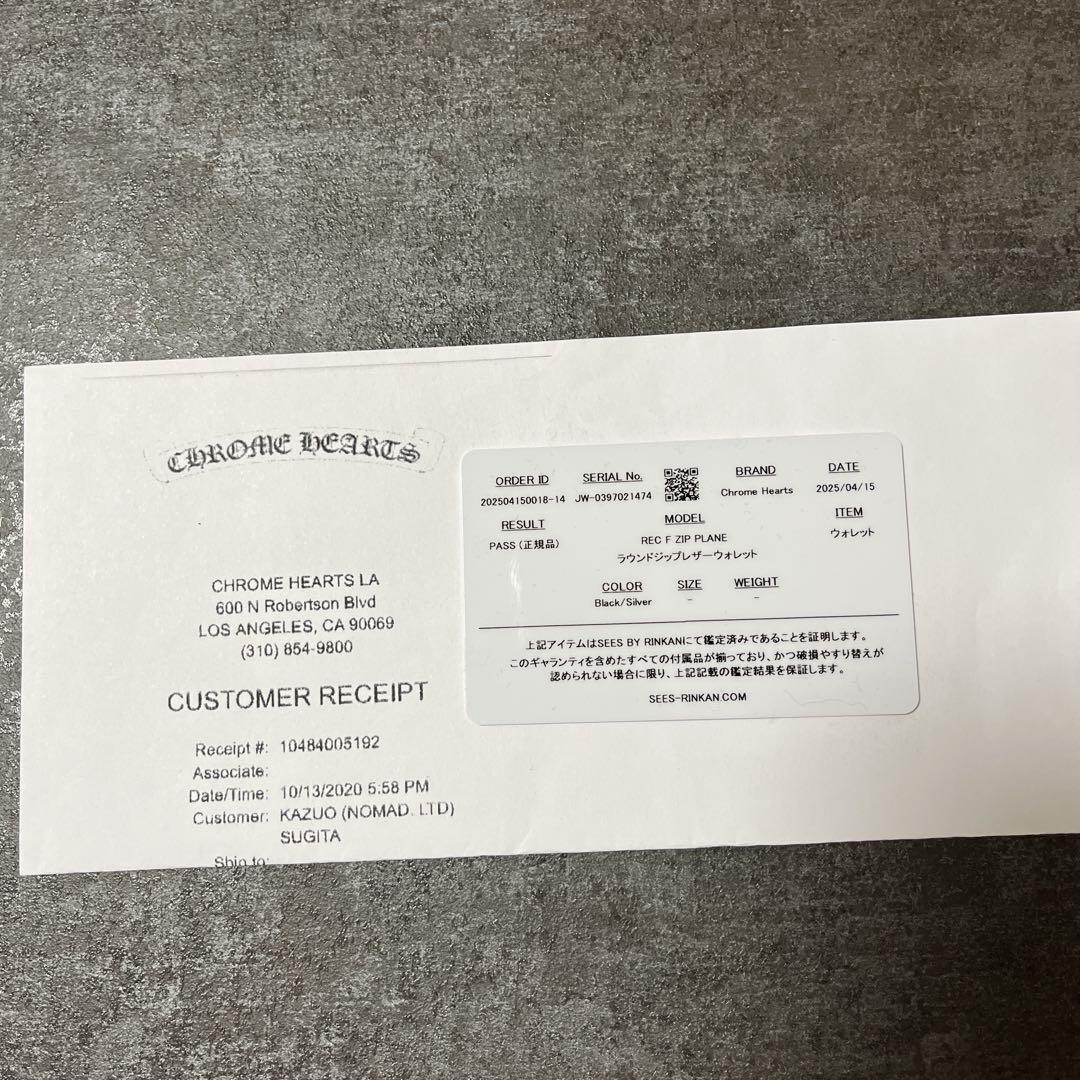 CHROME HEARTS
CHROME HEARTS LA
600 N Robertson Blvd
LOS ANGELES, CA 90069
(310) 854-9800
CUSTOMER RECEIPT
Receipt #: 10484005192
Associate:
Date/Time: 10/13/2020 5:58 PM
Customer: KAZUO (NOMAD. LTD)
SUGITA
Ship to:
ORDER ID
202504150018-14
SERIAL No.
JW-0397021474
BRAND
Chrome Hearts
DATE
2025/04/15
RESULT
PASS (正規品)
MODEL
REC F ZIP PLANE
ラウンドジップレザーウォレット
ITEM
ウォレット
COLOR
Black/Silver
SIZE
-
WEIGHT
-
上記アイテムはSEES BY RINKANにて鑑定済みであることを証明します。
このギャランティを含めたすべての付属品が揃っており、かつ破損やすり替えが
認められない場合に限り、上記記載の鑑定結果を保証します。
SEES-RINKAN.COM